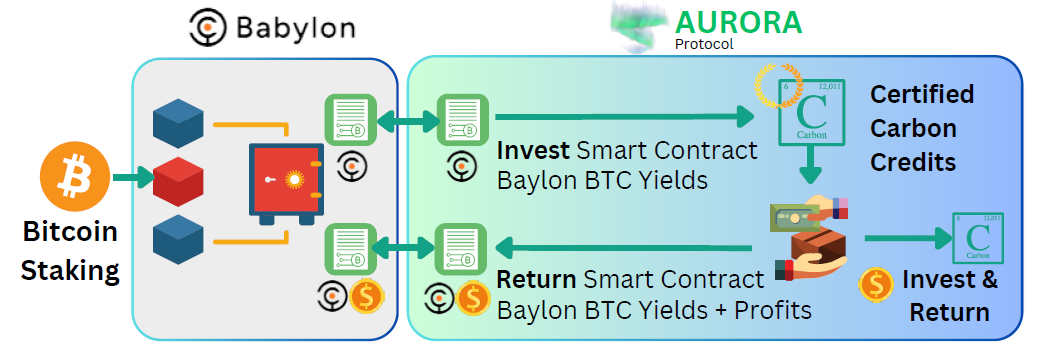 Babylon
AURORA
Protocol
Bitcoin
Staking
Invest Smart Contract
Baylon BTC Yields
6 12,011
C
Carbon
Certified
Carbon
Credits
Return Smart Contract
Baylon BTC Yields + Profits
6 12,011
C
Carbon
Invest &
Return